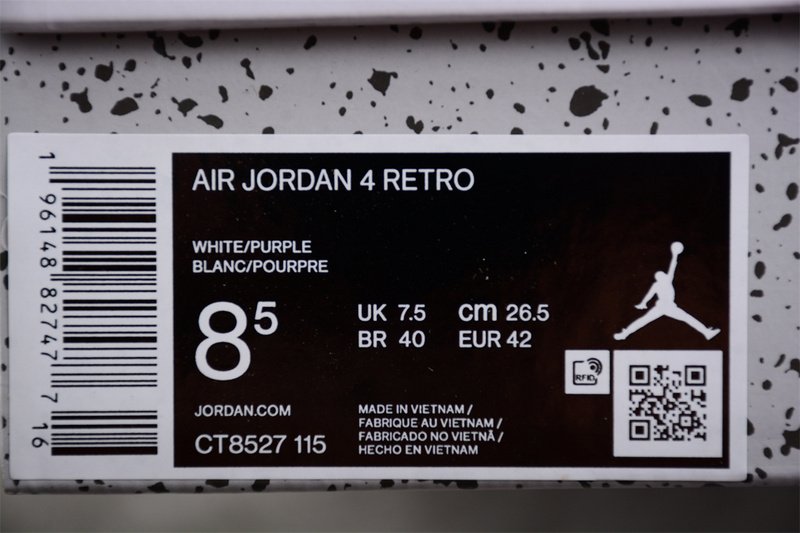 AIR JORDAN 4 RETRO
WHITE/PURPLE
BLANC/POURPRE
8 5
UK 7.5 cm 26.5
BR 40 EUR 42
RFID
JORDAN.COM
CT8527 115
MADE IN VIETNAM /
FABRIQUE AU VIETNAM /
FABRICADO NO VIETNÃ /
HECHO EN VIETNAM
1 96148 82747 7 16